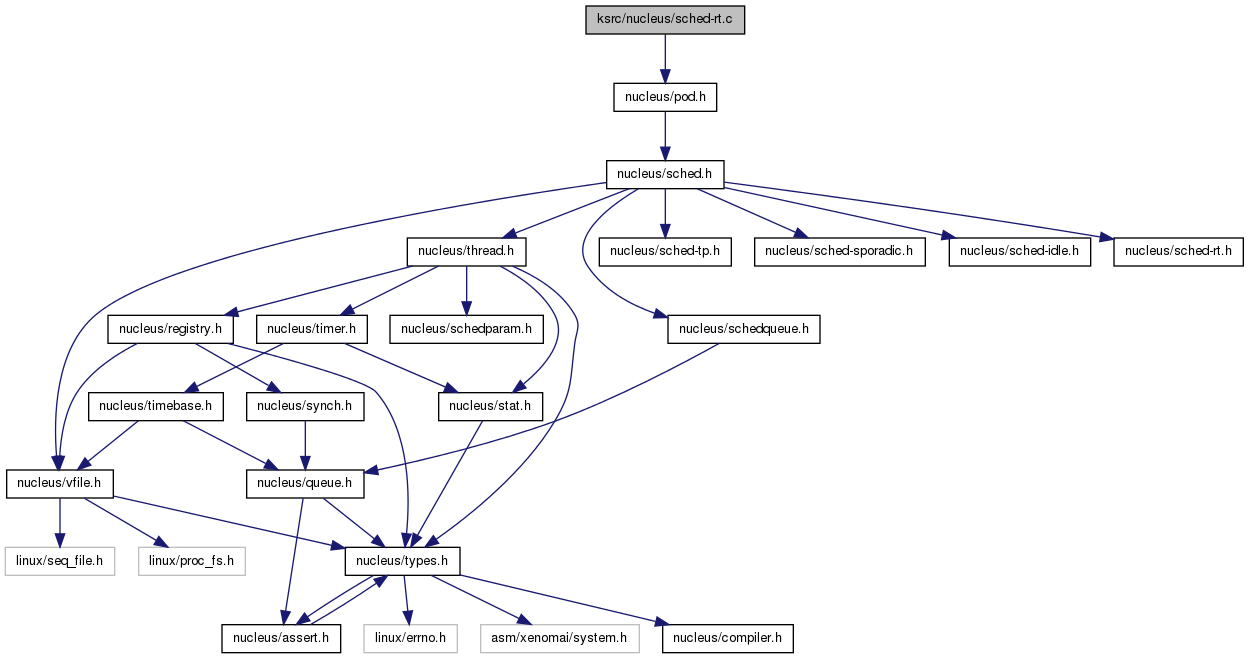 ksrc/nucleus/sched-rt.c
nucleus/pod.h
nucleus/sched.h
nucleus/thread.h
nucleus/sched-tp.h
nucleus/sched-sporadic.h
nucleus/sched-idle.h
nucleus/sched-rt.h
nucleus/registry.h
nucleus/timer.h
nucleus/schedparam.h
nucleus/schedqueue.h
nucleus/timebase.h
nucleus/synch.h
nucleus/stat.h
nucleus/vfile.h
nucleus/queue.h
linux/seq_file.h
linux/proc_fs.h
nucleus/types.h
nucleus/assert.h
linux/errno.h
asm/xenomai/system.h
nucleus/compiler.h